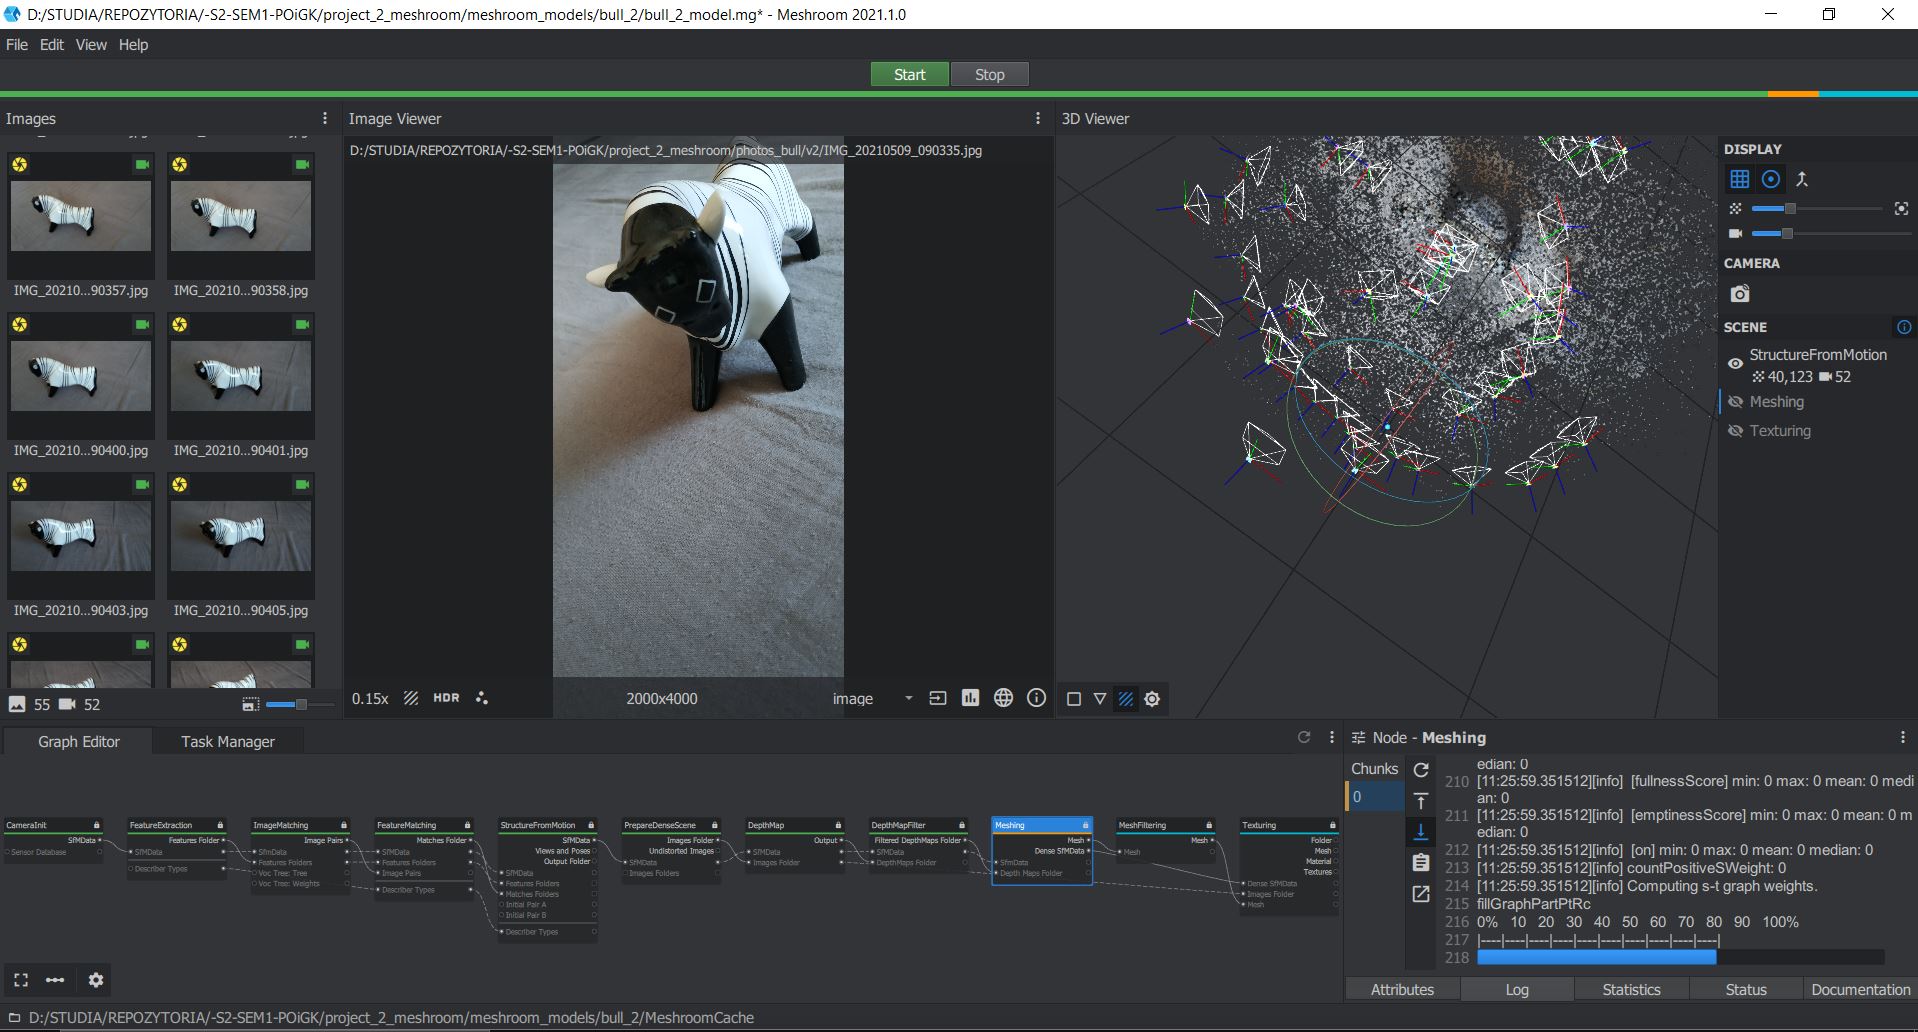 D:/STUDIA/REPOZYTORIA/-S2-SEM1-POiGK/project_2_meshroom/meshroom_models/bull_2/bull_2_model.mg* - Meshroom 2021.1.0
File Edit View Help
Start Stop
Images
IMG_20210...90357.jpg IMG_20210...90358.jpg
IMG_20210...90400.jpg IMG_20210...90401.jpg
IMG_20210...90403.jpg IMG_20210...90405.jpg
55 52
Image Viewer
D:/STUDIA/REPOZYTORIA/-S2-SEM1-POiGK/project_2_meshroom/photos_bull/v2/IMG_20210509_090335.jpg
0.15x HDR 2000x4000 image
3D Viewer
DISPLAY
CAMERA
SCENE
StructureFromMotion
40,123 52
Meshing
Texturing
Graph Editor Task Manager
CameraInit
SfMData
Sensor Database
FeatureExtraction
Features Folder
SfMData
Describer Types
ImageMatching
Image Pairs
SfmData
Features Folders
Voc Tree: Tree
Voc Tree: Weights
FeatureMatching
Matches Folder
SfMData
Features Folders
Image Pairs
Describer Types
StructureFromMotion
SfMData
Views and Poses
Output Folder
SfMData
Features Folders
Matches Folders
Initial Pair A
Initial Pair B
Describer Types
PrepareDenseScene
Images Folder
Undistorted Images
SfMData
Images Folders
DepthMap
Output
SfMData
Images Folder
DepthMapFilter
Filtered DepthMaps Folder
SfMData
DepthMaps Folder
Meshing
Mesh
Dense SfMData
SfmData
Depth Maps Folder
MeshFiltering
Mesh
Mesh
Texturing
Folder
Mesh
Material
Textures
Dense SfMData
Images Folder
Mesh
Node - Meshing
Chunks
0
edian: 0
210 [11:25:59.351512][info] [fullnessScore] min: 0 max: 0 mean: 0 medi
an: 0
211 [11:25:59.351512][info] [emptinessScore] min: 0 max: 0 mean: 0 m
edian: 0
212 [11:25:59.351512][info] [on] min: 0 max: 0 mean: 0 median: 0
213 [11:25:59.351512][info] countPositiveSWeight: 0
214 [11:25:59.351512][info] Computing s-t graph weights.
215 fillGraphPartPtRc
216 0% 10 20 30 40 50 60 70 80 90 100%
217 |----|----|----|----|----|----|----|----|----|----|
218
Attributes Log Statistics Status Documentation
D:/STUDIA/REPOZYTORIA/-S2-SEM1-POiGK/project_2_meshroom/meshroom_models/bull_2/MeshroomCache